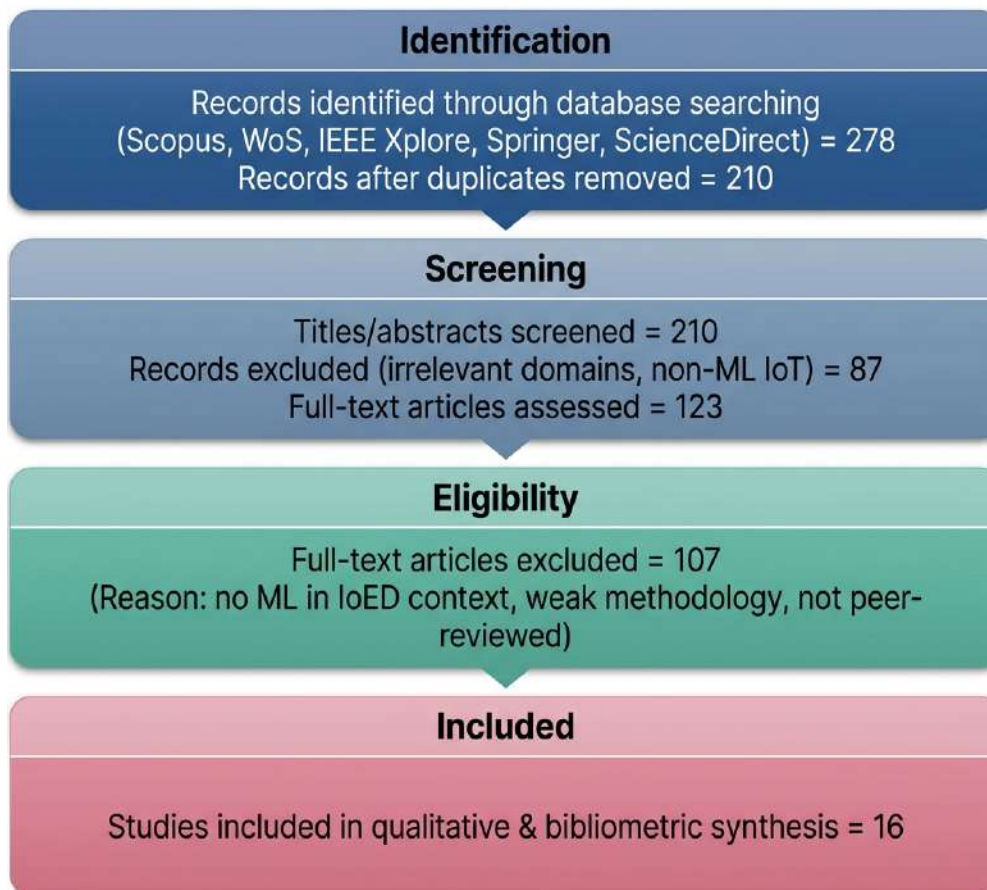 Identification
Records identified through database searching
(Scopus, WoS, IEEE Xplore, Springer, ScienceDirect) = 278
Records after duplicates removed = 210
Screening
Titles/abstracts screened = 210
Records excluded (irrelevant domains, non-ML IoT) = 87
Full-text articles assessed = 123
Eligibility
Full-text articles excluded = 107
(Reason: no ML in IoED context, weak methodology, not peer-
reviewed)
Included
Studies included in qualitative & bibliometric synthesis = 16